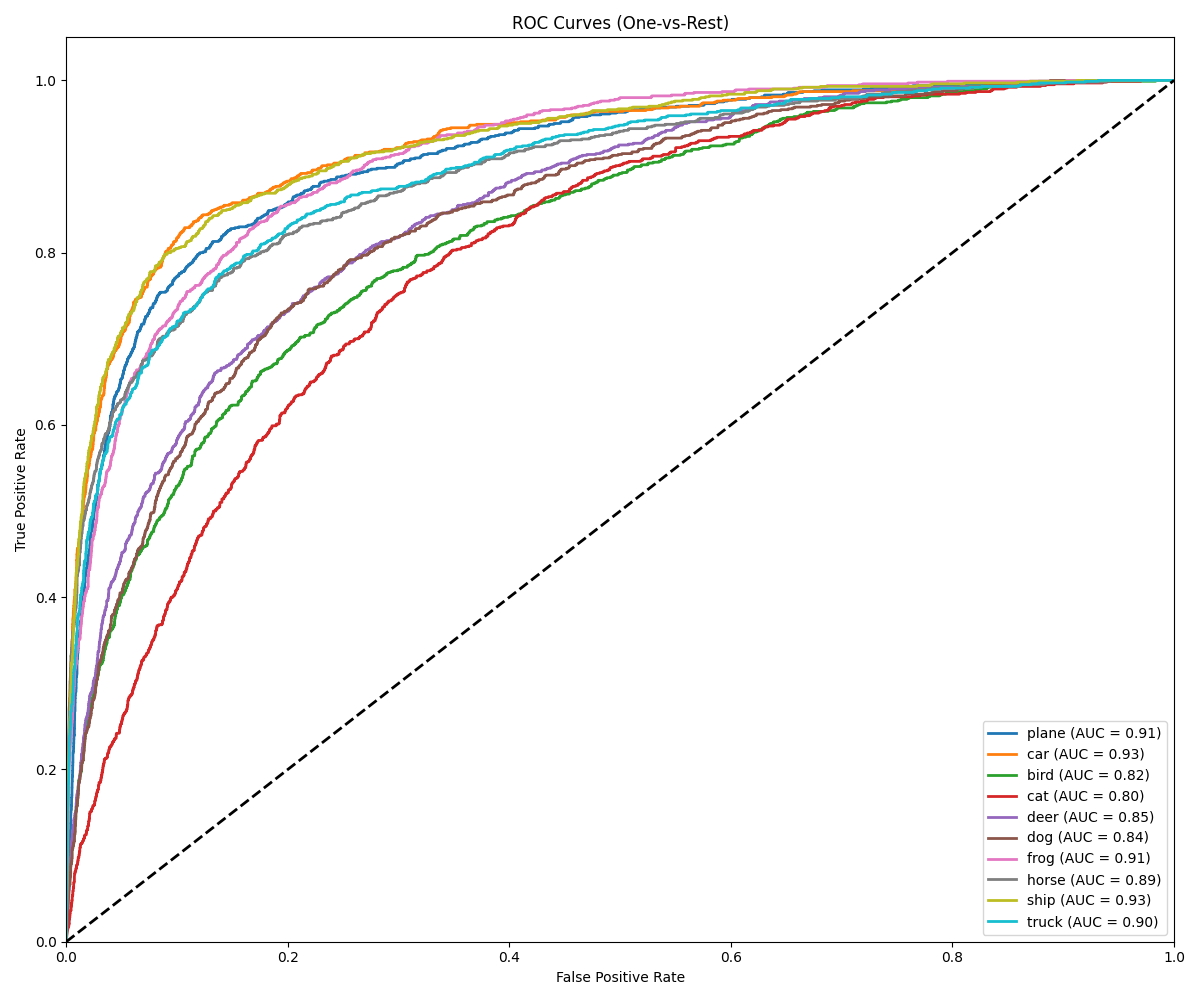 ROC Curves (One-vs-Rest)
True Positive Rate
1.0
0.8
0.6
0.4
0.2
0.0
0.0 0.2 0.4 0.6 0.8 1.0
False Positive Rate
plane (AUC = 0.91)
car (AUC = 0.93)
bird (AUC = 0.82)
cat (AUC = 0.80)
deer (AUC = 0.85)
dog (AUC = 0.84)
frog (AUC = 0.91)
horse (AUC = 0.89)
ship (AUC = 0.93)
truck (AUC = 0.90)